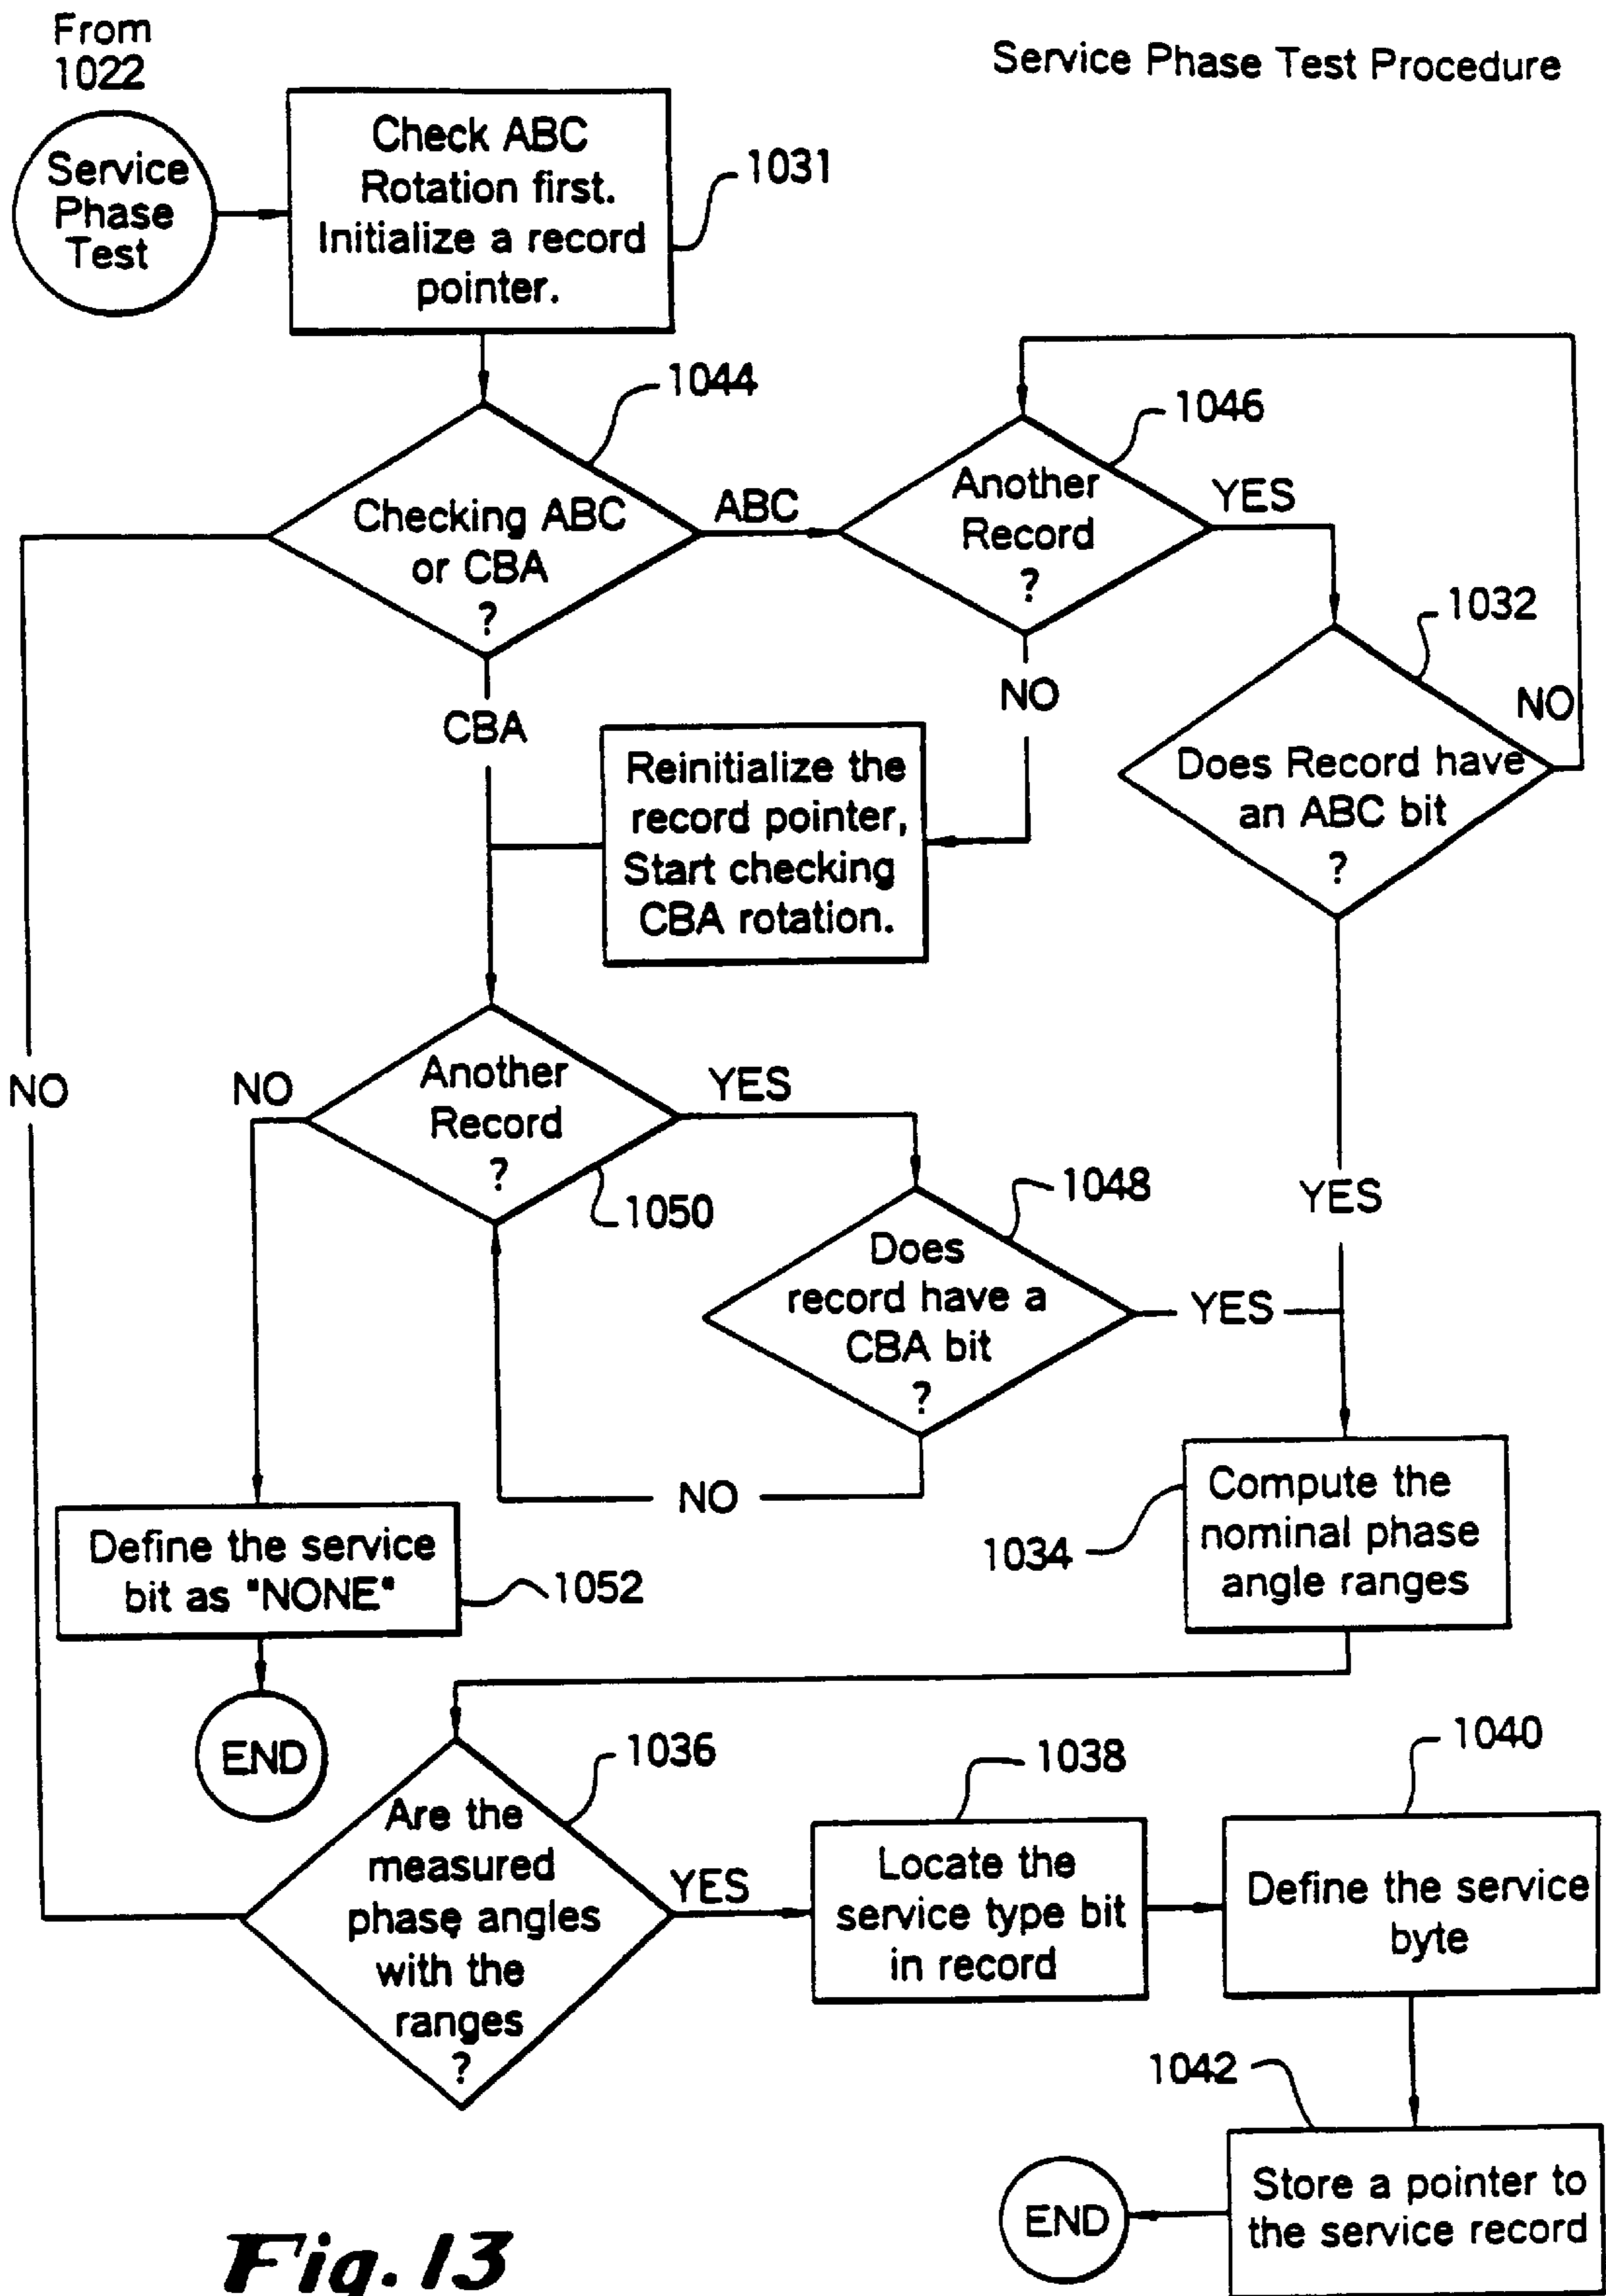 From
1022
Service Phase Test Procedure
Service
Phase
Test
Check ABC
Rotation first.
Initialize a record
pointer.
1031
1044
Checking ABC
or CBA
?
ABC
CBA
1046
Another
Record
?
YES
NO
1032
Does Record have
an ABC bit
?
NO
YES
Reinitialize the
record pointer,
Start checking
CBA rotation.
NO
NO
Another
Record
?
YES
1050
1048
Does
record have a
CBA bit
?
YES
NO
Define the service
bit as "NONE"
1052
END
1034
Compute the
nominal phase
angle ranges
1036
Are the
measured
phase angles
with the
ranges
?
YES
1038
Locate the
service type bit
in record
1040
Define the service
byte
1042
Store a pointer to
the service record
END
Fig. 13